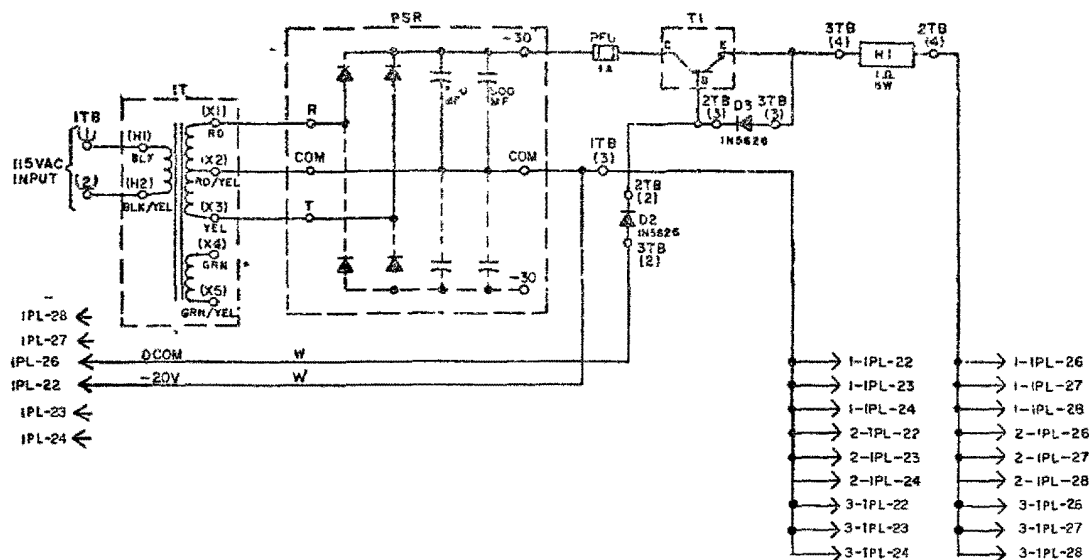 PSR
T1
-30
PFU
1A
C
E
B
3TB
(4)
H1
1Ω
5W
2TB
(4)
1T
1TB
(1)
(H1)
BLK
115VAC
INPUT
(2)
(H2)
BLK/YEL
(X1)
RD
(X2)
RD/YEL
(X3)
YEL
(X4)
GRN
(X5)
GRN/YEL
R
COM
T
MF
500
MF
COM
-30
1TB
(3)
2TB
(3)
D3
3TB
(3)
1N5626
2TB
(2)
D2
1N5626
3TB
(2)
1PL-28
1PL-27
1PL-26
DCOM
W
1PL-22
-20V
W
1PL-23
1PL-24
1-1PL-22
1-1PL-23
1-1PL-24
2-1PL-22
2-1PL-23
2-1PL-24
3-1PL-22
3-1PL-23
3-1PL-24
1-1PL-26
1-1PL-27
1-1PL-28
2-1PL-26
2-1PL-27
2-1PL-28
3-1PL-26
3-1PL-27
3-1PL-28